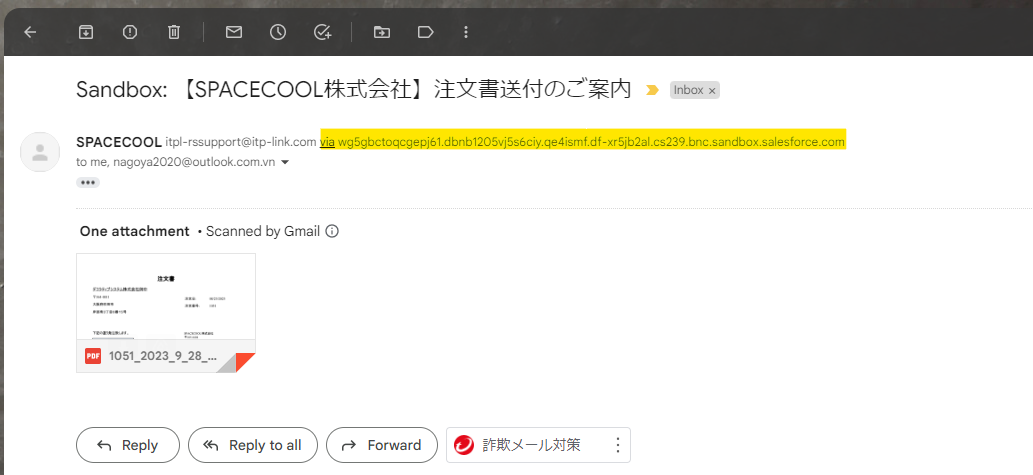 Sandbox: 【SPACECOOL株式会社】注文書送付のご案内
Inbox ×
SPACECOOL itpl-rssupport@itp-link.com via wg5gbctoqcgepj61.dbnb1205vj5s6ciy.qe4ismf.df-xr5jb2al.cs239.bnc.sandbox.salesforce.com
to me, nagoya2020@outlook.com.vn
One attachment • Scanned by Gmail
注文書
PDF 1051_2023_9_28_...
Reply
Reply to all
Forward
詐欺メール対策